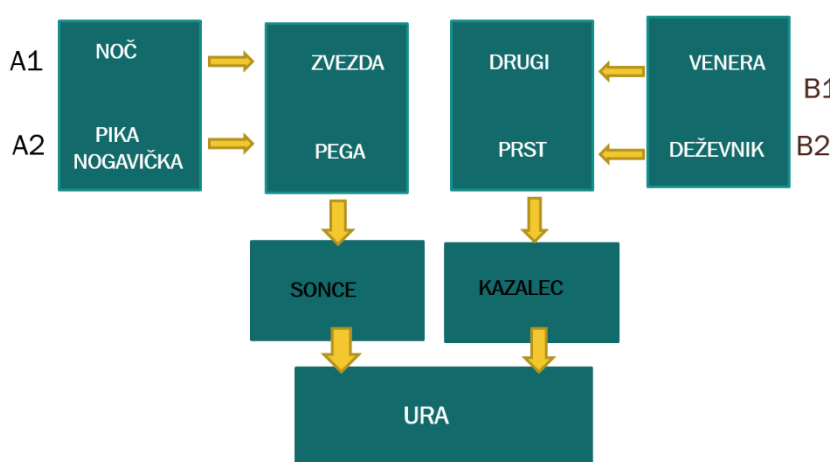 A1
NOČ
ZVEZDA
DRUGI
VENERA
B1
A2
PIKA
NOGAVIČKA
PEGA
PRST
DEŽEVNIK
B2
SONCE
KAZALEC
URA